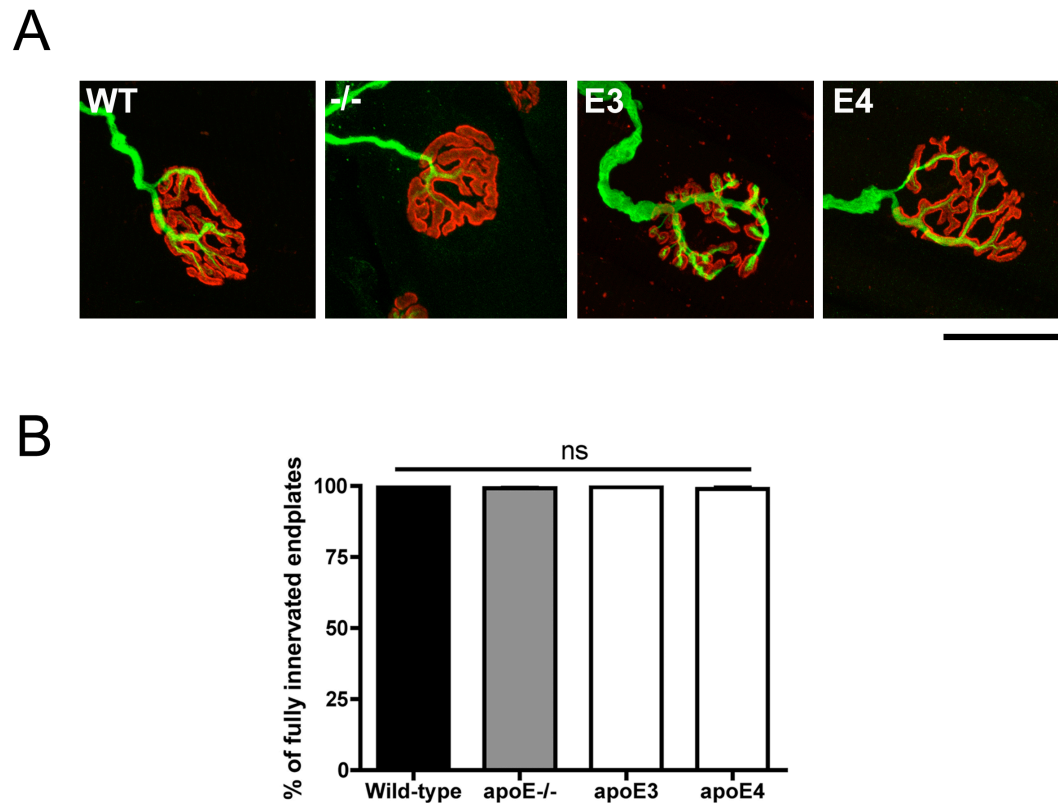 A
WT
-/-
E3
E4
B
ns
% of fully innervated endplates
100
75
50
25
0
Wild-type apoE-/- apoE3 apoE4